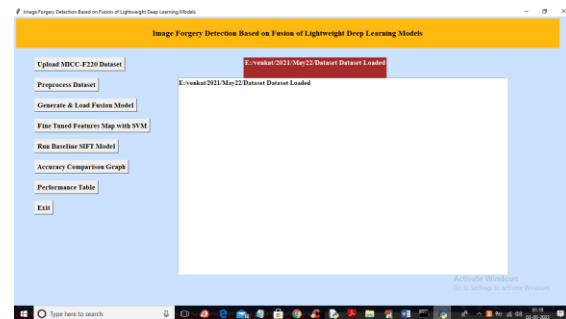 Image Forgery Detection Based on Fusion of Lightweight Deep Learning Models
Image Forgery Detection Based on Fusion of Lightweight Deep Learning Models
Upload MICC-F220 Dataset
E:/venkat/2021/May22/Dataset Dataset Loaded
Preprocess Dataset
E:/venkat/2021/May22/Dataset Dataset Loaded
Generate & Load Fusion Model
Fine Tuned Features Map with SVM
Run Baseline SIFT Model
Accuracy Comparison Graph
Performance Table
Exit
Activate Windows
Go to Settings to activate Windows.
Type here to search